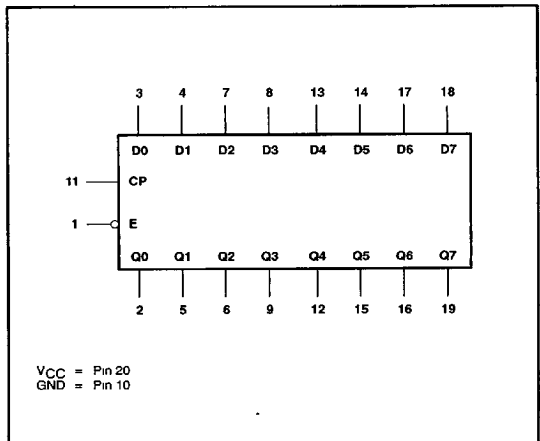 3 4 7 8 13 14 17 18
D0 D1 D2 D3 D4 D5 D6 D7
11 CP
1 E
Q0 Q1 Q2 Q3 Q4 Q5 Q6 Q7
2 5 6 9 12 15 16 19
VCC = Pin 20
GND = Pin 10